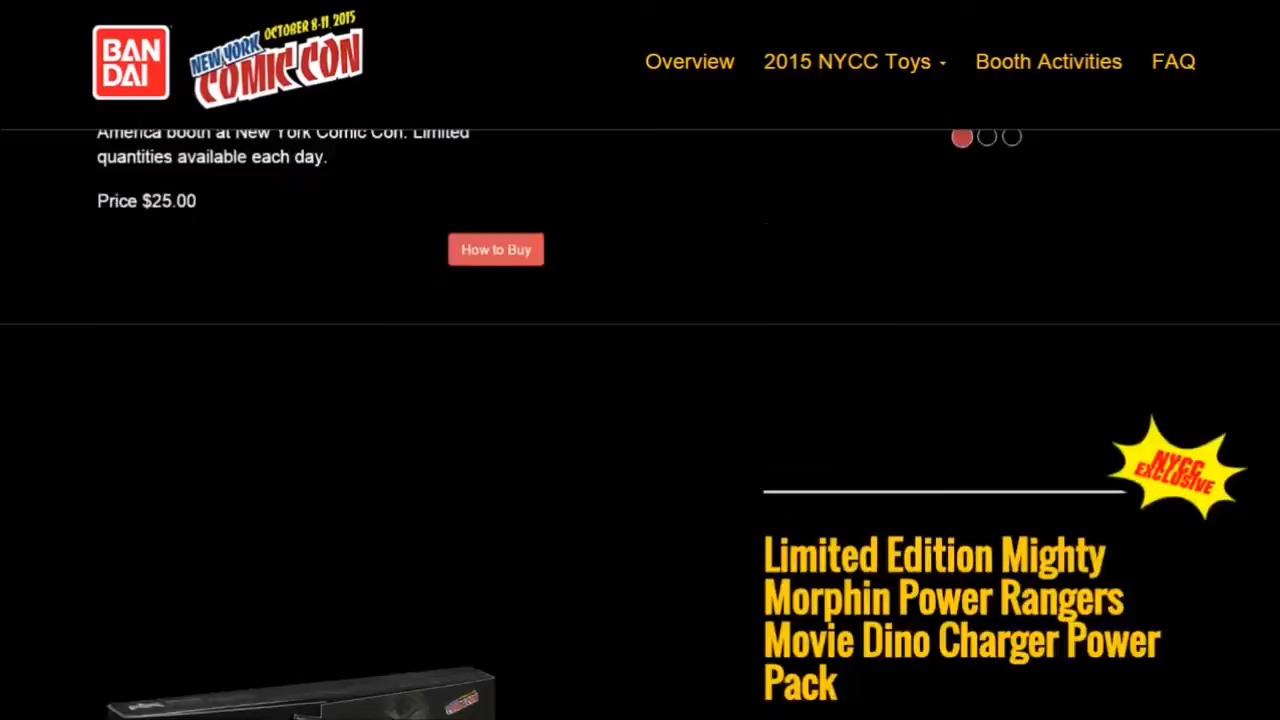 BAN
DAI
OCTOBER 8-11, 2015
NEW YORK
COMIC CON
Overview
2015 NYCC Toys
Booth Activities
FAQ
America booth at New York Comic Con. Limited
quantities available each day.
Price $25.00
How to Buy
NYCC
EXCLUSIVE
Limited Edition Mighty
Morphin Power Rangers
Movie Dino Charger Power
Pack